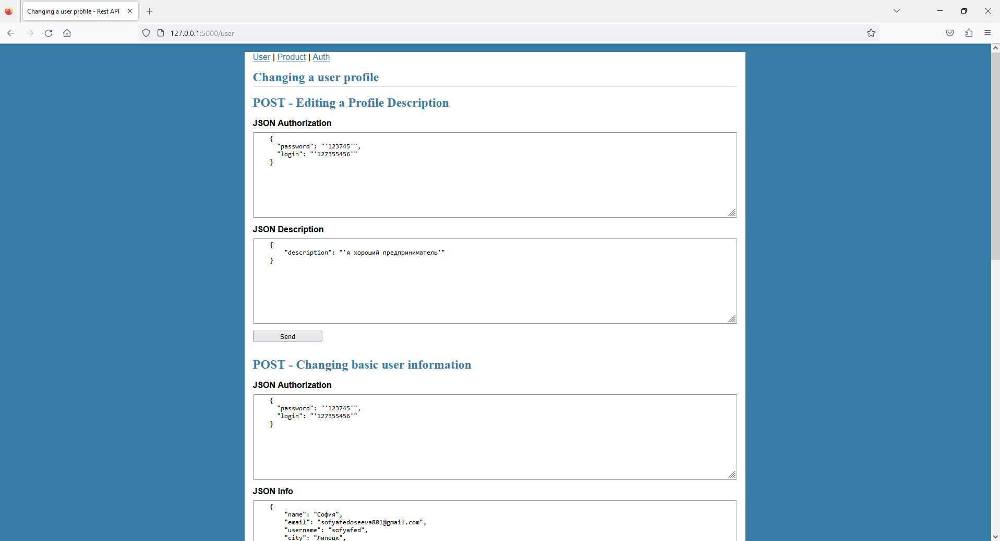 Changing a user profile - Rest API
127.0.0.1:5000/user
User | Product | Auth
Changing a user profile
POST - Editing a Profile Description
JSON Authorization
{
"password": "'123745'",
"login": "'127355456'"
}
JSON Description
{
"description": "'я хороший предприниматель'"
}
Send
POST - Changing basic user information
JSON Authorization
{
"password": "'123745'",
"login": "'127355456'"
}
JSON Info
{
"name": "София",
"email": "sofyafedoseeva801@gmail.com",
"username": "sofyafed",
"city": "Липецк",